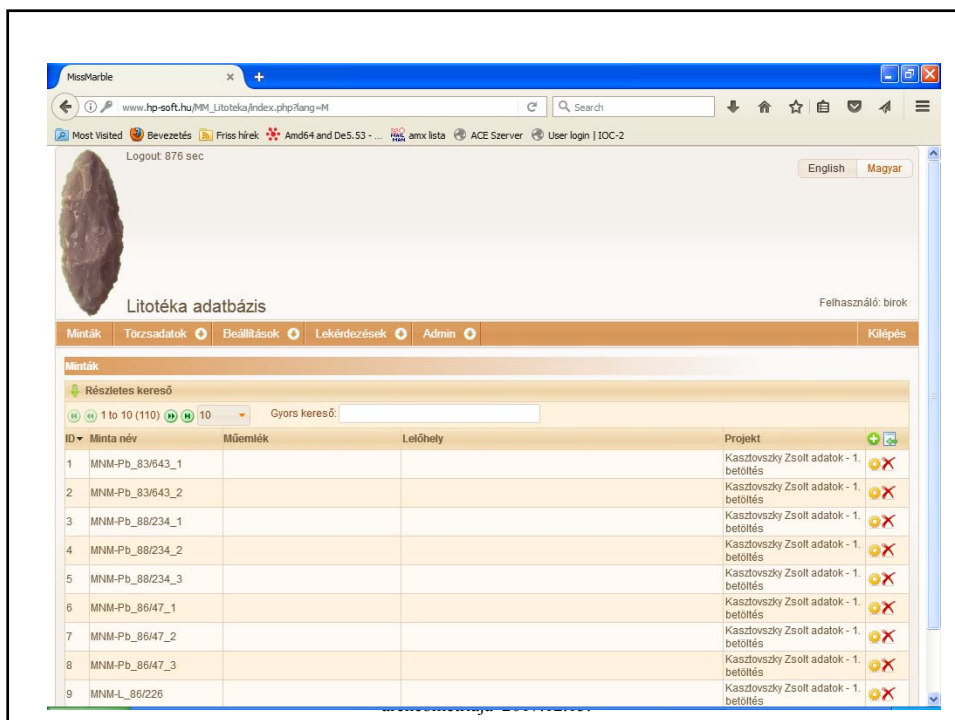 MissMarble
www.hp-soft.hu/MM_Litoteka/index.php?lang=M
Search
Most Visited Bevezetés Friss hírek Amd64 and De5.53 - ... amx lista ACE Szerver User login | IOC-2
Logout: 876 sec
English Magyar
Litotéka adatbázis
Felhasználó: birok
Minták Törzsadatok Beállítások Lekérdezések Admin Kilépés
Minták
Részletes kereső
1 to 10 (110) 10 Gyors kereső:
ID Minta név Műemlék Lelőhely Projekt
1 MNM-Pb_83/643_1 Kasztovszky Zsolt adatok - 1.
betöltés
2 MNM-Pb_83/643_2 Kasztovszky Zsolt adatok - 1.
betöltés
3 MNM-Pb_88/234_1 Kasztovszky Zsolt adatok - 1.
betöltés
4 MNM-Pb_88/234_2 Kasztovszky Zsolt adatok - 1.
betöltés
5 MNM-Pb_88/234_3 Kasztovszky Zsolt adatok - 1.
betöltés
6 MNM-Pb_86/47_1 Kasztovszky Zsolt adatok - 1.
betöltés
7 MNM-Pb_86/47_2 Kasztovszky Zsolt adatok - 1.
betöltés
8 MNM-Pb_86/47_3 Kasztovszky Zsolt adatok - 1.
betöltés
9 MNM-L_86/226 Kasztovszky Zsolt adatok - 1.
betöltés